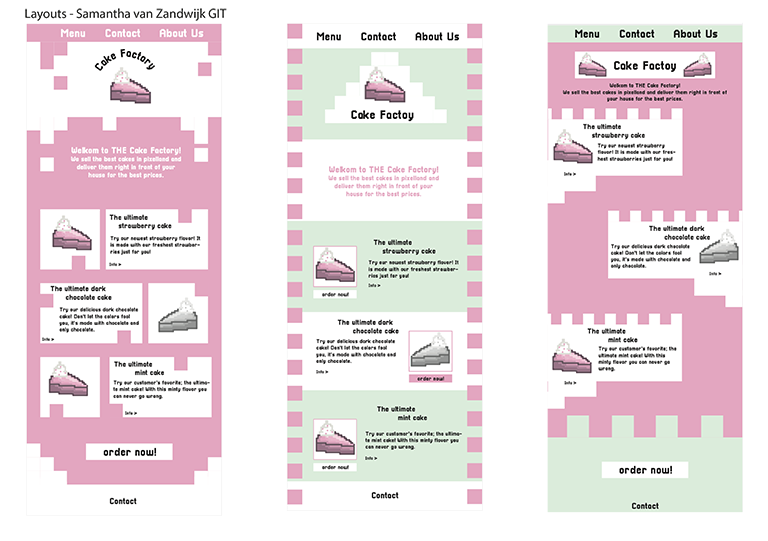 Layouts - Samantha van Zandwijk GIT
Menu Contact About Us
Cake Factory
Welkom to THE Cake Factory!
We sell the best cakes in pixelland and
deliver them right in front of your
house for the best prices.
The ultimate
strawberry cake
Try our newest strawberry flavor! It
is made with our freshest strawber-
ries just for you!
Info >
The ultimate dark
chocolate cake
Try our delicious dark chocolate
cake! Don't let the colors fool
you, it's made with chocolate and
only chocolate.
Info >
The ultimate
mint cake
Try our customer's favorite; the ultima-
te mint cake! With this minty flavor you
can never go wrong.
Info >
order now!
Contact
Menu Contact About Us
Cake Factoy
Welkom to THE Cake Factory!
We sell the best cakes in pixelland and
deliver them right in front of your
house for the best prices.
The ultimate
strawberry cake
Try our newest strawberry flavor! It
is made with our freshest strawber-
ries just for you!
Info >
order now!
The ultimate dark
chocolate cake
Try our delicious dark chocolate
cake! Don't let the colors fool
you, it's made with chocolate and
only chocolate.
Info >
order now!
The ultimate
mint cake
Try our customer's favorite; the ultima-
te mint cake! With this minty flavor you
can never go wrong.
Info >
order now!
Contact
Menu Contact About Us
Cake Factoy
Welkom to THE Cake Factory!
We sell the best cakes in pixelland and deliver them right in front of
your house for the best prices.
The ultimate
strawberry cake
Try our newest strawberry
flavor! It is made with our fres-
hest strawberries just for you!
Info >
The ultimate dark
chocolate cake
Try our delicious dark chocolate
cake! Don't let the colors fool
you, it's made with chocolate and
only chocolate.
Info >
The ultimate
mint cake
Try our customer's favorite; the
ultimate mint cake! With this
minty flavor you can never go
wrong.
Info >
order now!
Contact